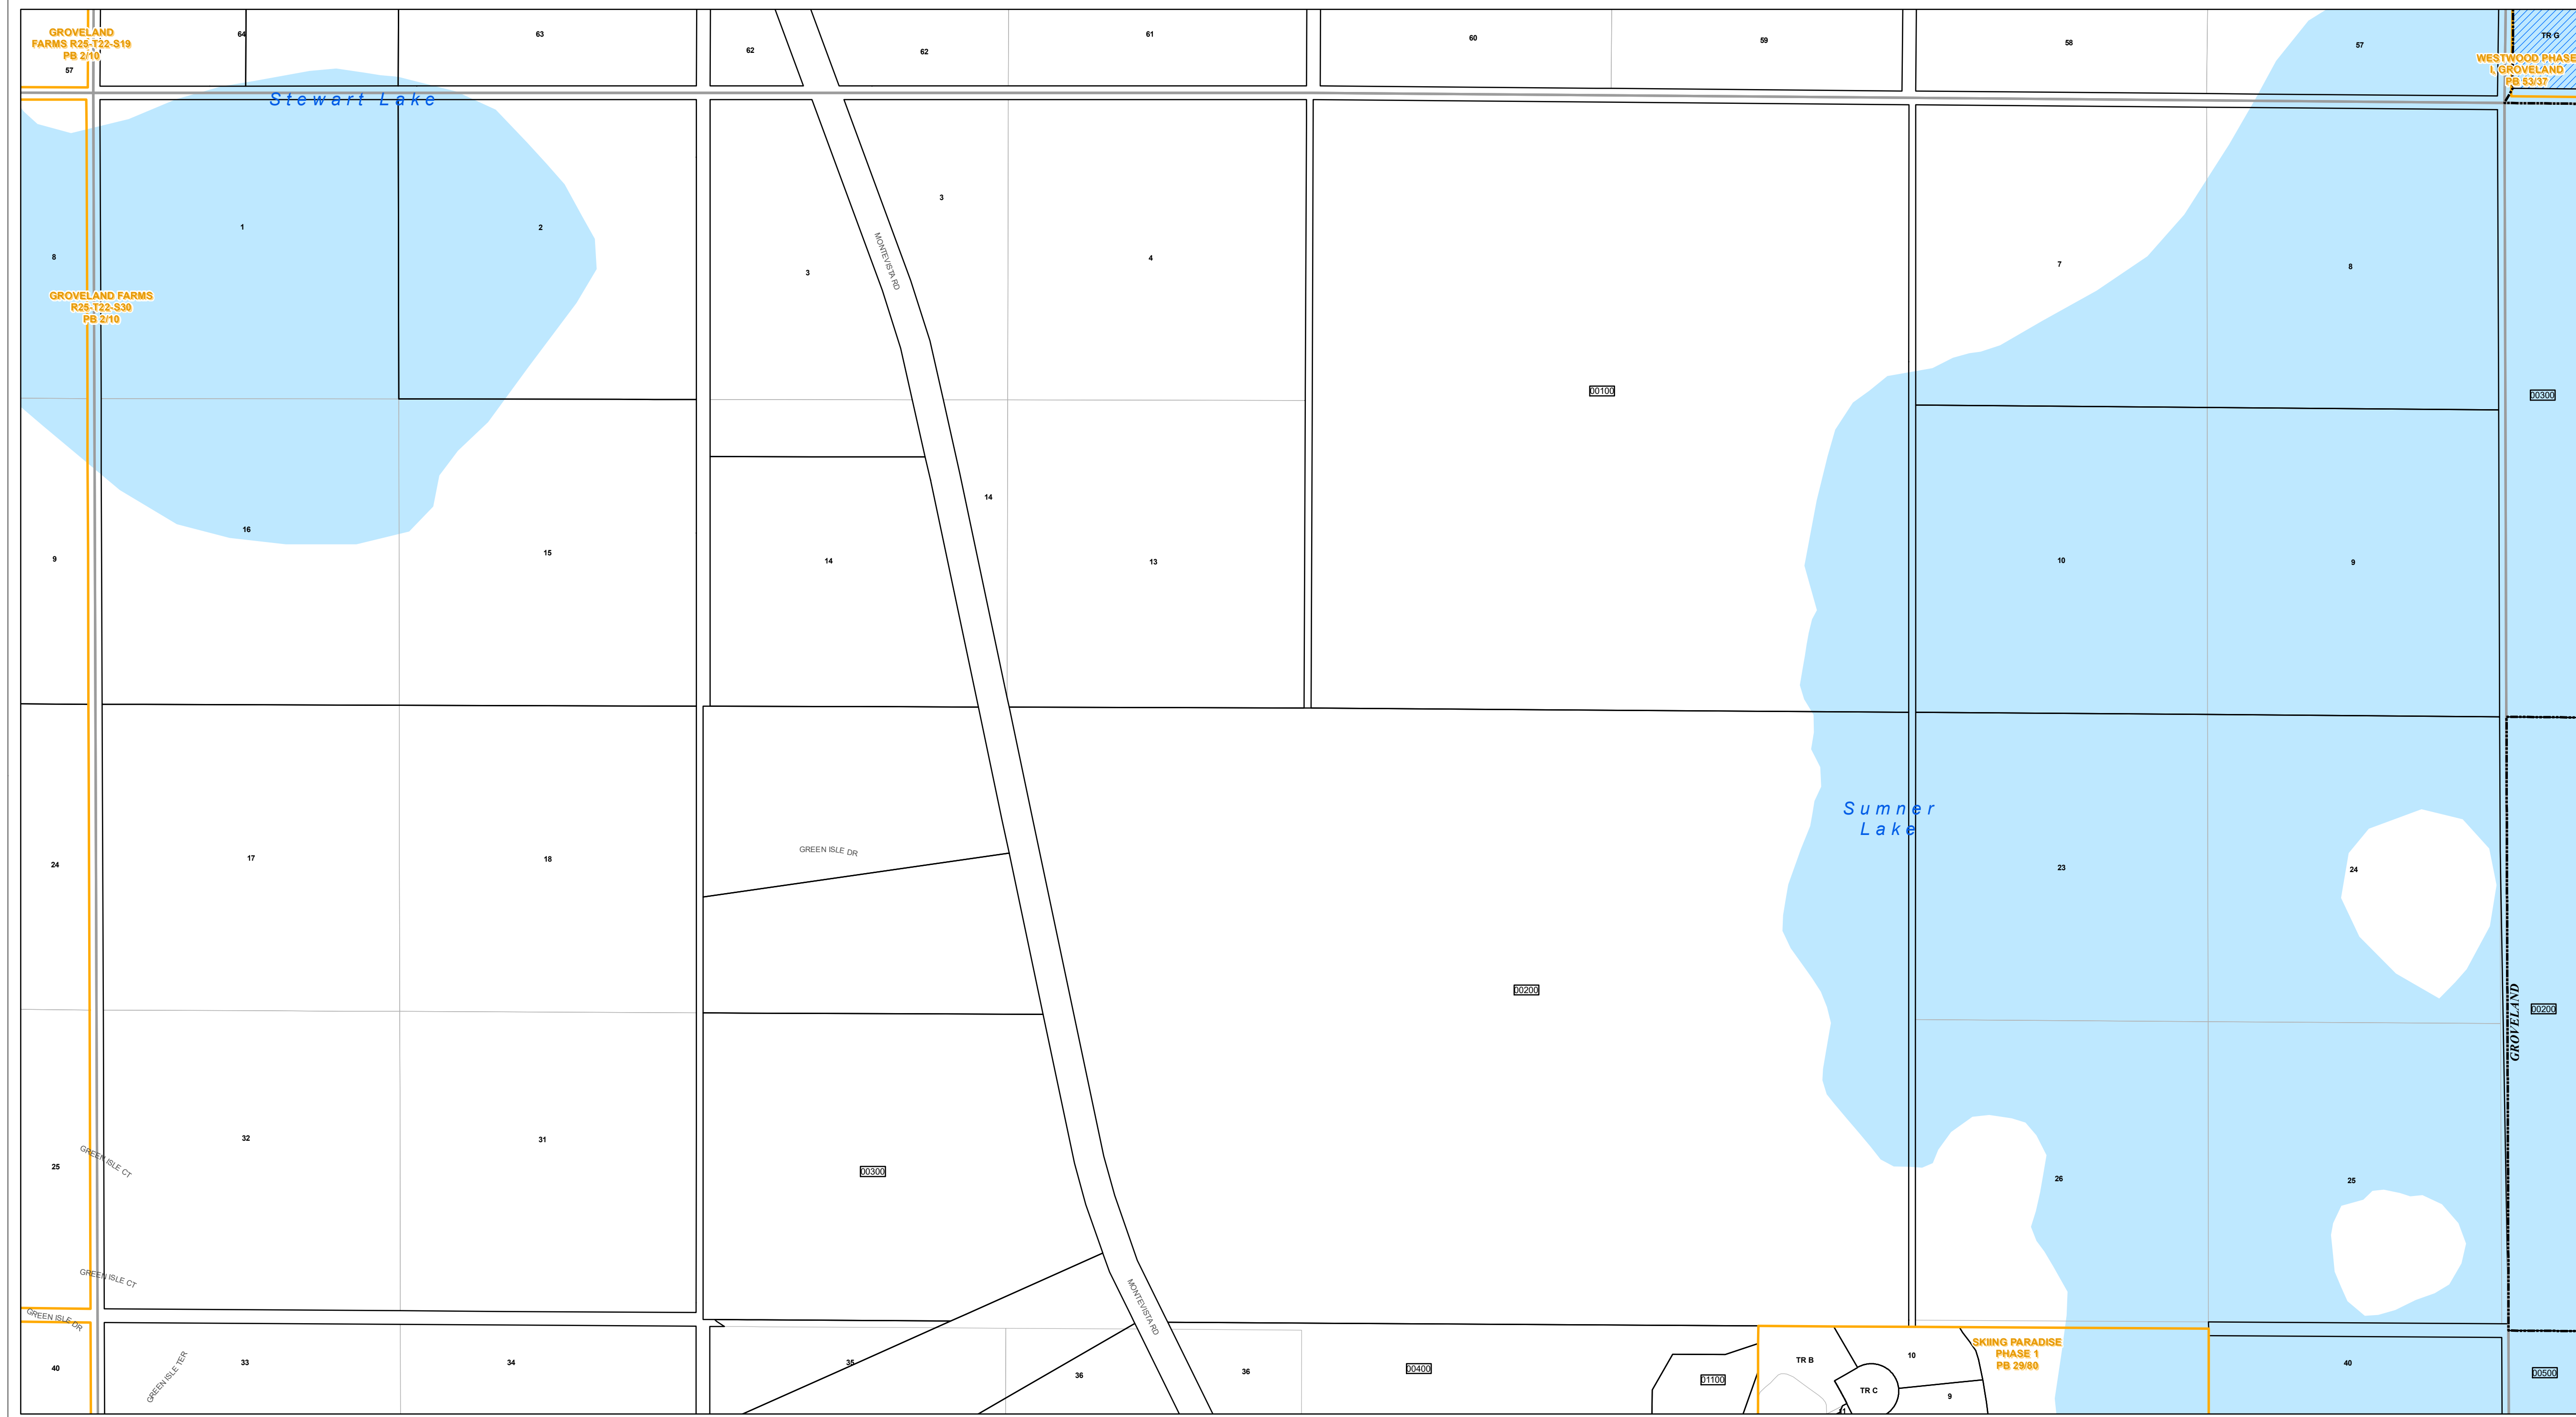 GROVELAND
FARMS R25-T22-S19
PB 2/10
57
64
63
62
62
61
60
59
58
57
TR G
WESTWOOD PHASE
I, GROVELAND
PB 53/37
Stewart Lake
8
1
2
GROVELAND FARMS
R25-T22-S30
PB 2/10
3
3
MONTEVISTA RD
4
7
8
00100
00300
9
16
15
14
14
13
10
9
24
17
18
GREEN ISLE DR
Sumner
Lake
23
24
00200
00200
GROVELAND
25
32
31
GREEN ISLE CT
GREEN ISLE CT
GREEN ISLE DR
00300
26
25
MONTEVISTA RD
40
GREEN ISLE TER
33
34
35
36
36
00400
01100
TR B
TR C
10
9
11
SKIING PARADISE
PHASE 1
PB 29/80
40
00500